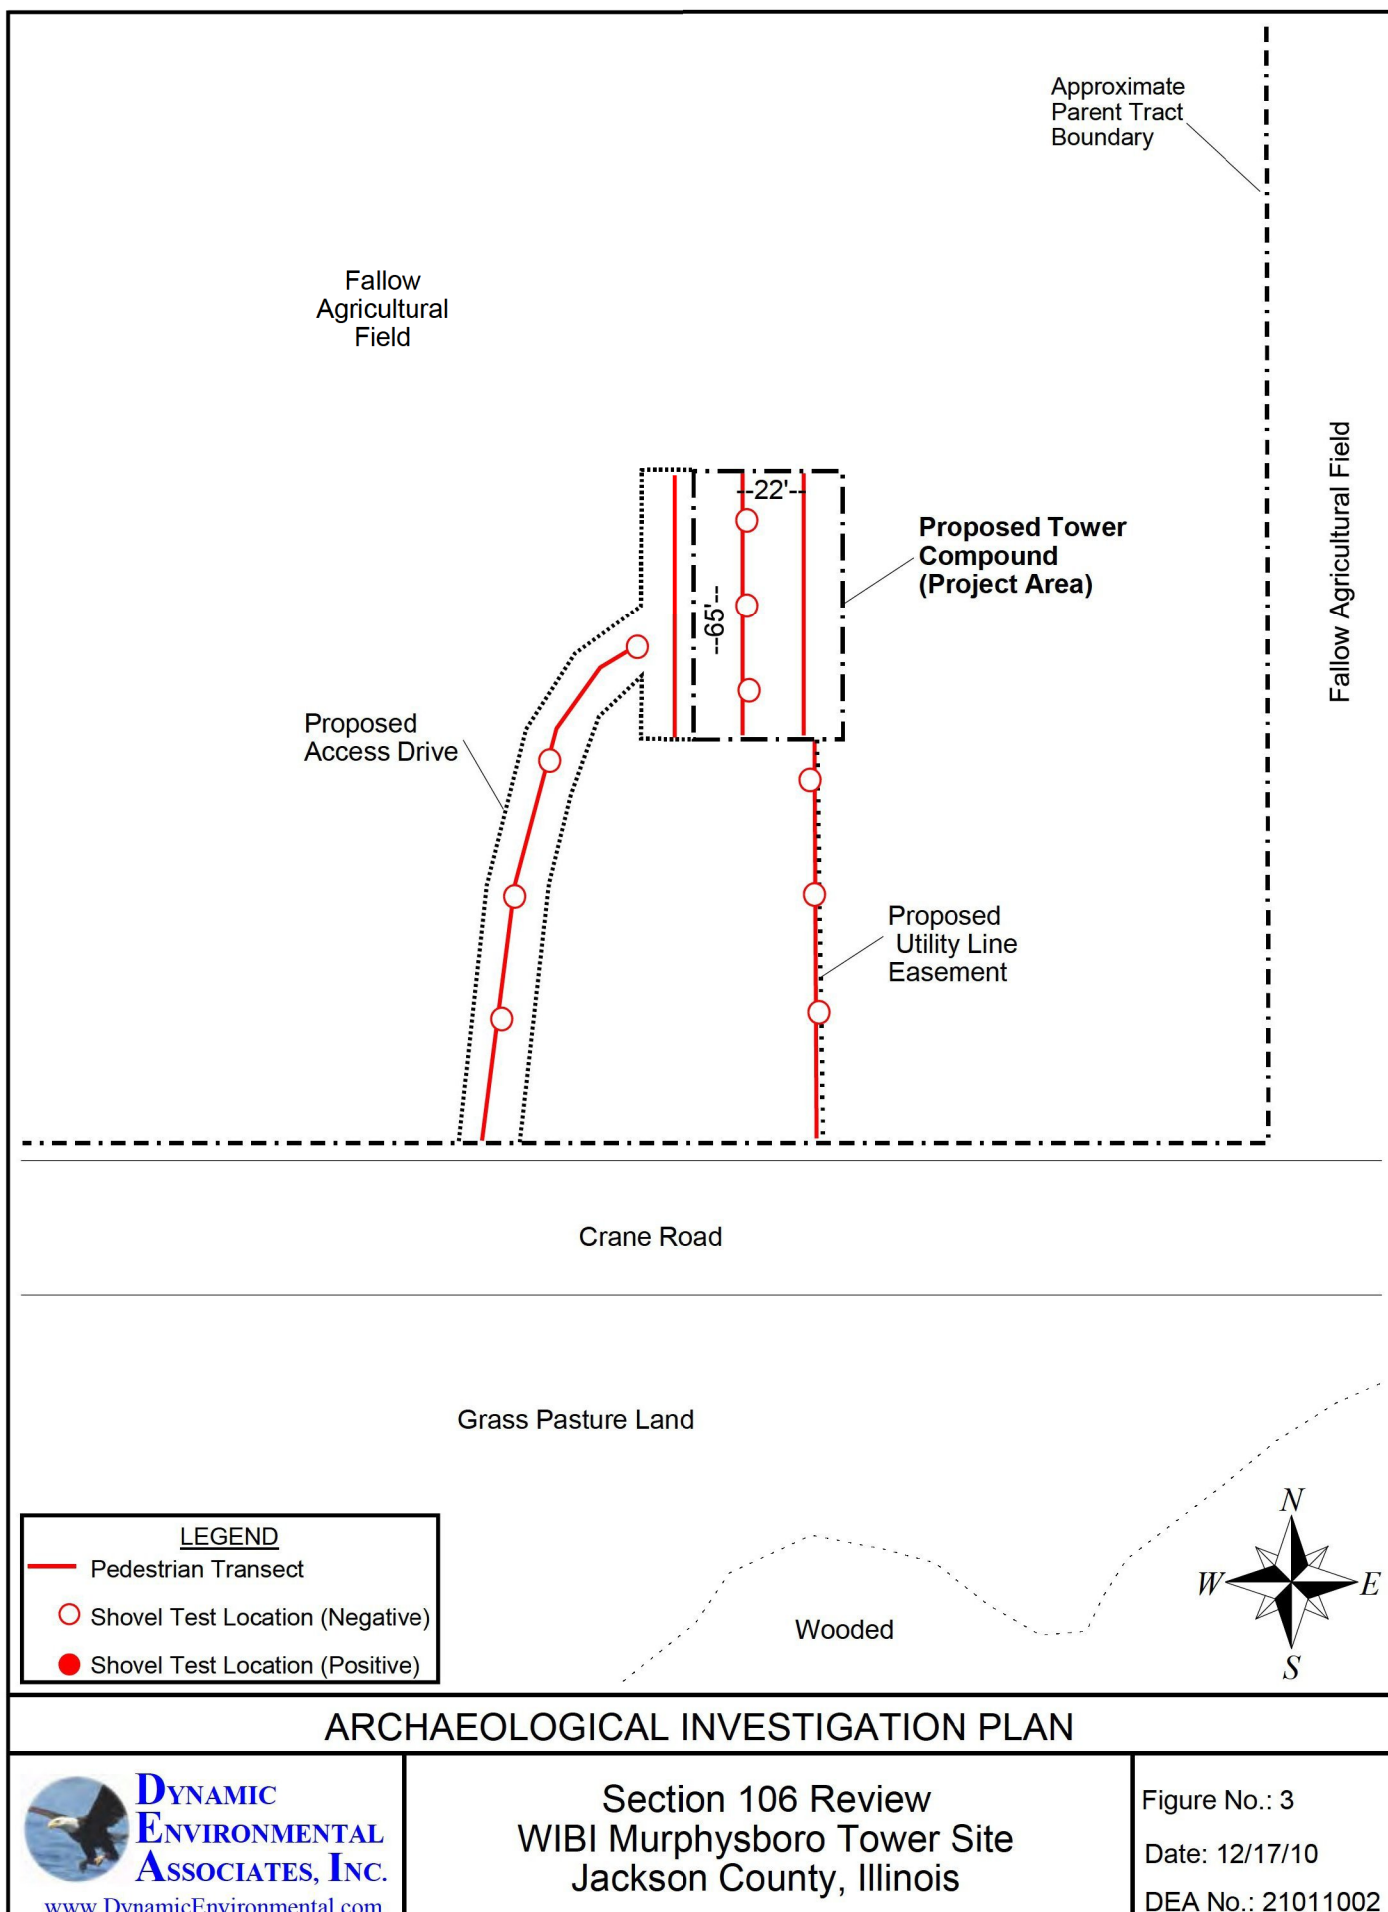 Approximate
Parent Tract
Boundary
Fallow
Agricultural
Field
Fallow Agricultural Field
--22'--
--65'--
Proposed Tower
Compound
(Project Area)
Proposed
Access Drive
Proposed
Utility Line
Easement
Crane Road
Grass Pasture Land
Wooded
N
W
E
S
LEGEND
Pedestrian Transect
Shovel Test Location (Negative)
Shovel Test Location (Positive)
ARCHAEOLOGICAL INVESTIGATION PLAN
DYNAMIC
ENVIRONMENTAL
ASSOCIATES, INC.
www.DynamicEnvironmental.com
Section 106 Review
WIBI Murphysboro Tower Site
Jackson County, Illinois
Figure No.: 3
Date: 12/17/10
DEA No.: 21011002